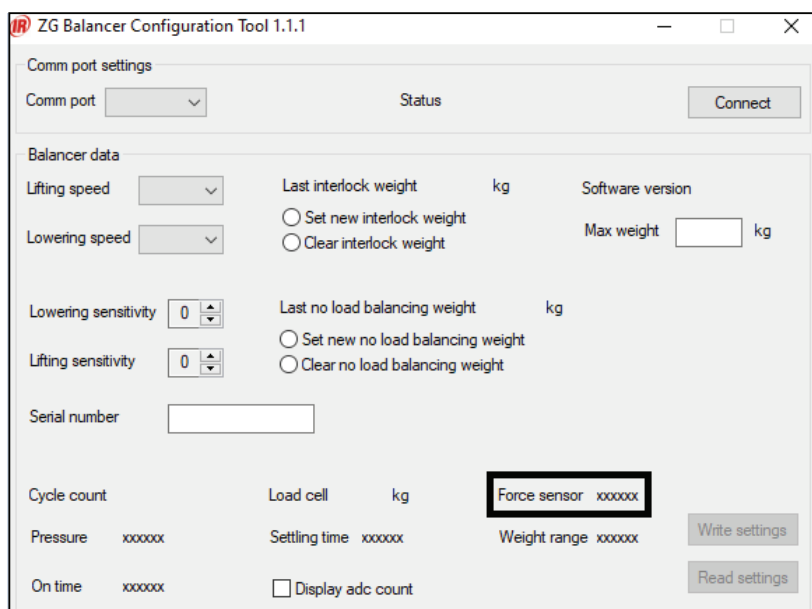 IR ZG Balancer Configuration Tool 1.1.1
Comm port settings
Comm port Status Connect
Balancer data
Lifting speed Last interlock weight kg Software version
Set new interlock weight
Lowering speed Clear interlock weight Max weight kg
Lowering sensitivity 0 Last no load balancing weight kg
Set new no load balancing weight
Lifting sensitivity 0 Clear no load balancing weight
Serial number
Cycle count Load cell kg Force sensor xxxxxx
Pressure xxxxxx Settling time xxxxxx Weight range xxxxxx Write settings
On time xxxxxx Display adc count Read settings